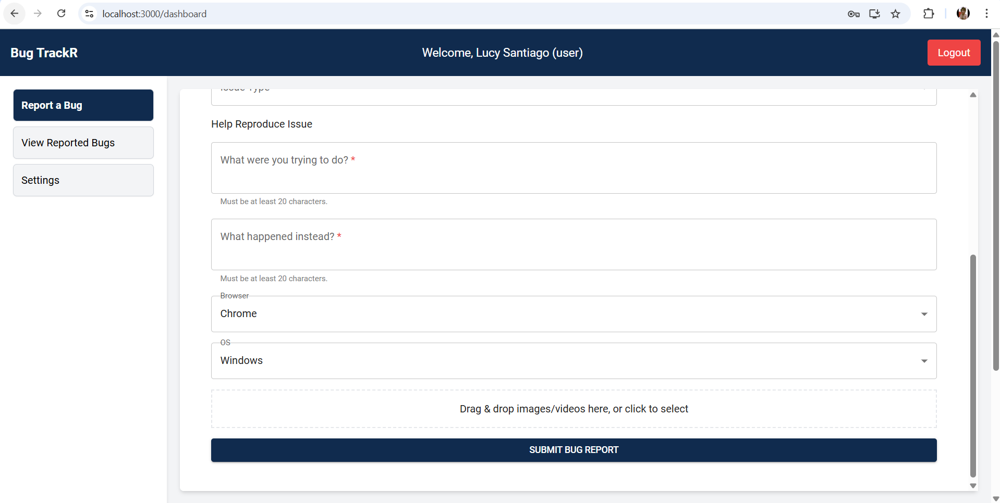 localhost:3000/dashboard
Bug TrackR
Welcome, Lucy Santiago (user)
Logout
Report a Bug
View Reported Bugs
Settings
Issue Type
Help Reproduce Issue
What were you trying to do? *
Must be at least 20 characters.
What happened instead? *
Must be at least 20 characters.
Browser
Chrome
OS
Windows
Drag & drop images/videos here, or click to select
SUBMIT BUG REPORT